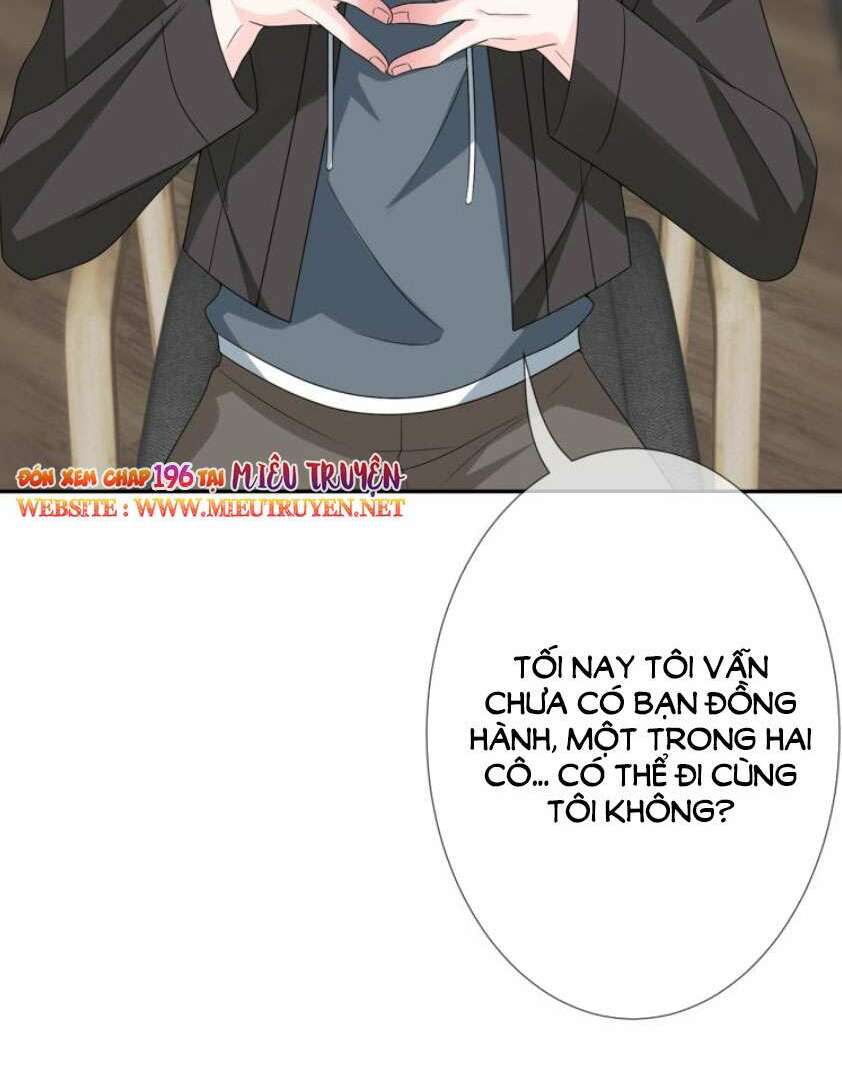 ĐÓN XEM CHAP 196 TẠI MIÊU TRUYỆN
WEBSITE : WWW.MIEUTRUYEN.NET
TỐI NAY TÔI VẪN
CHƯA CÓ BẠN ĐỒNG
HÀNH, MỘT TRONG HAI
CÔ... CÓ THỂ ĐI CÙNG
TÔI KHÔNG?